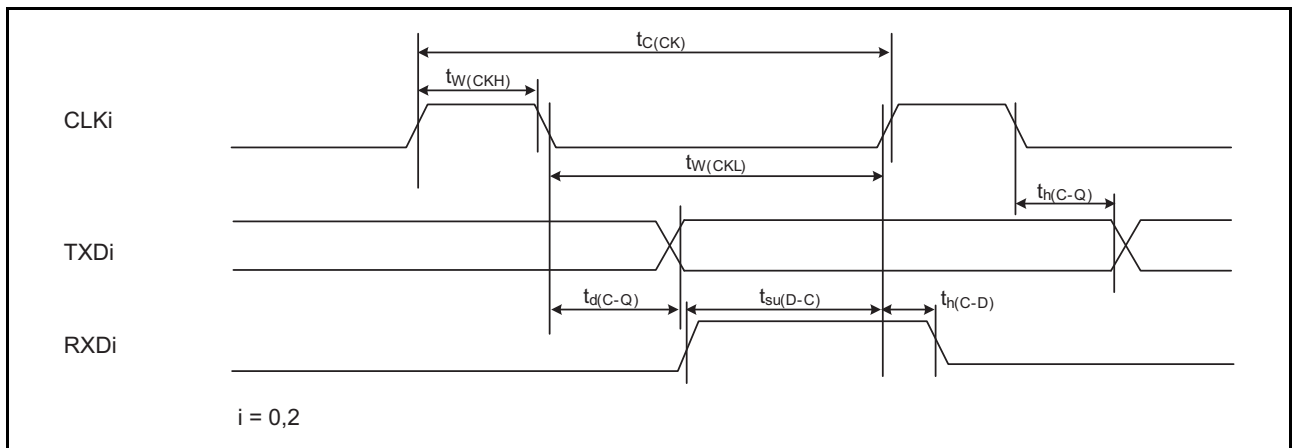 tC(CK)
tW(CKH)
CLKi
tW(CKL)
th(C-Q)
TXDi
td(C-Q)
tsu(D-C)
th(C-D)
RXDi
i = 0,2